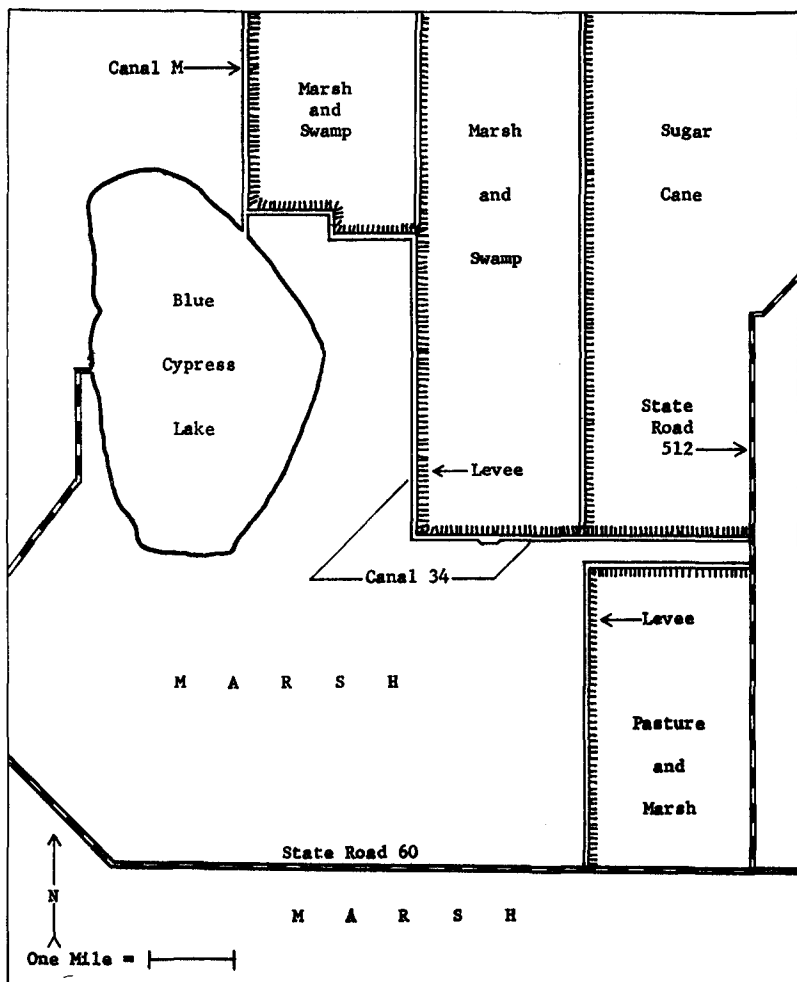 Canal M
Marsh
and
Swamp
Marsh
and
Swamp
Sugar
Cane
Blue
Cypress
Lake
State
Road
512
Levee
Canal 34
Levee
M A R S H
Pasture
and
Marsh
State Road 60
N
M A R S H
One Mile =